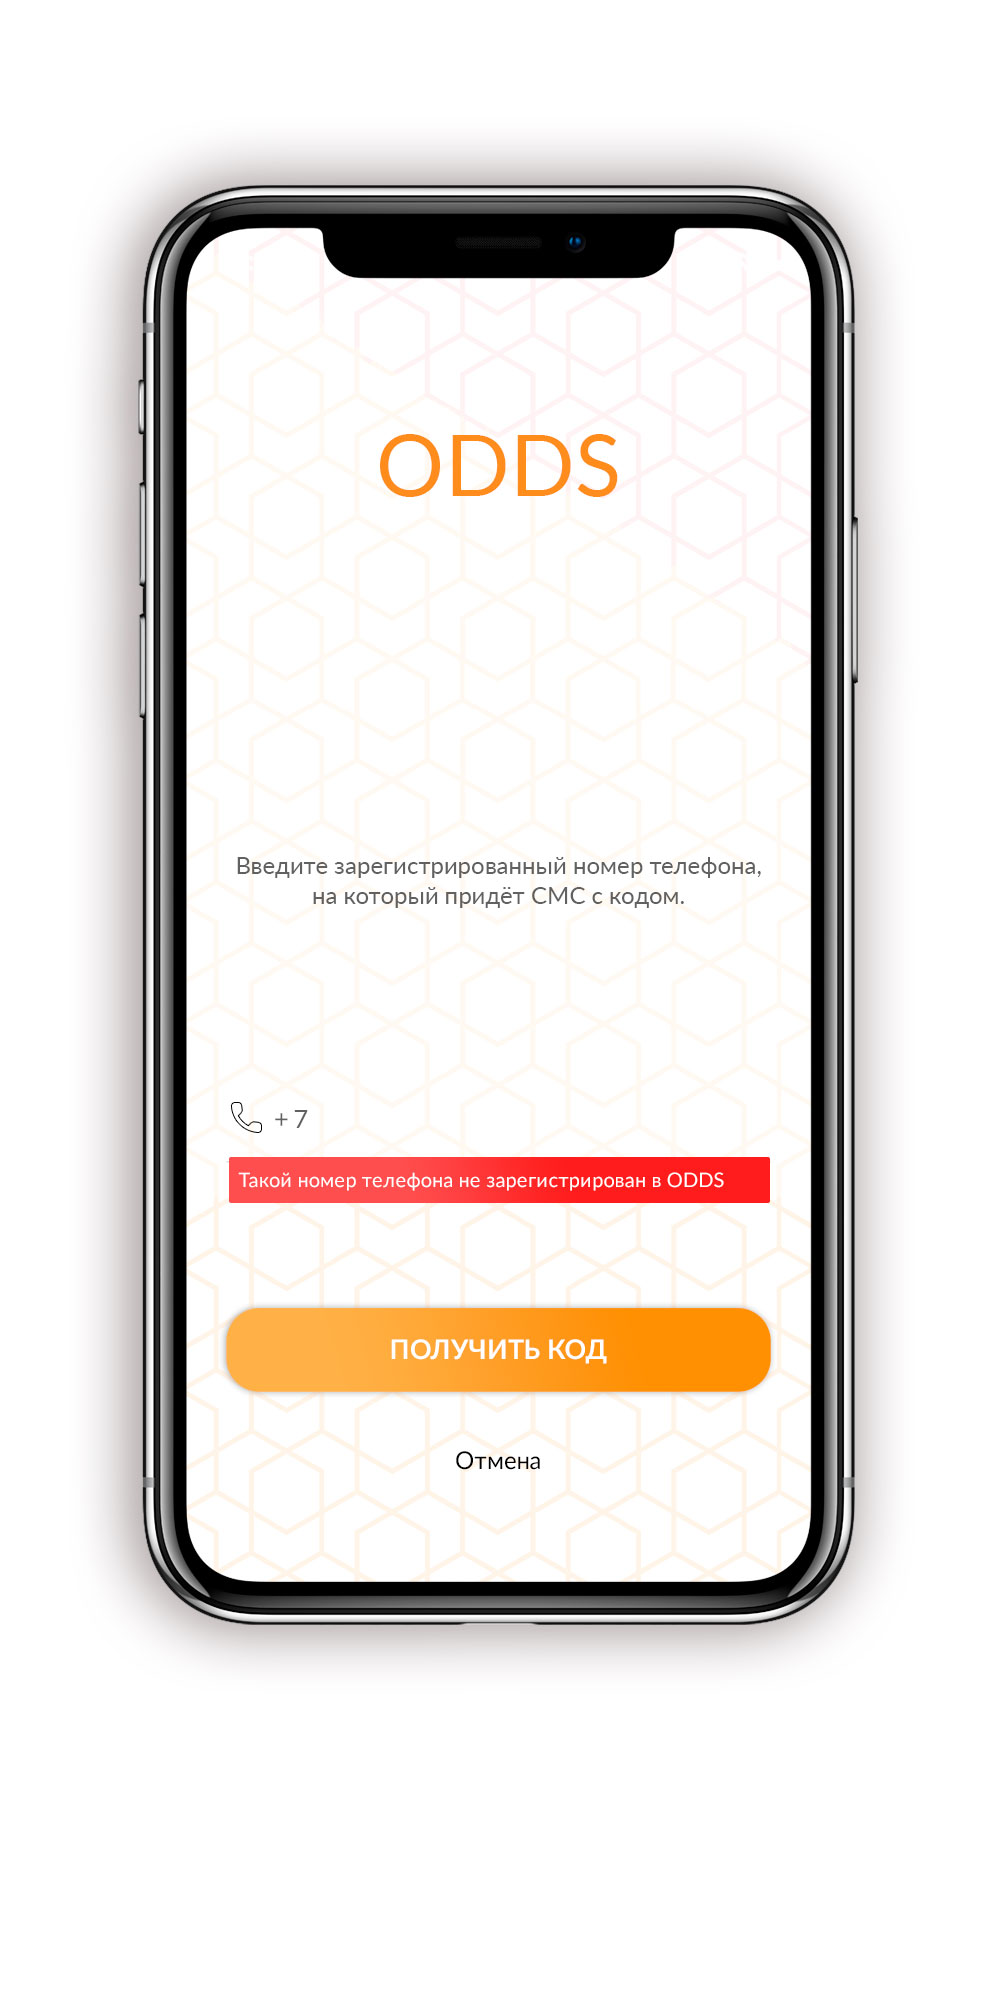 ODDS
Введите зарегистрированный номер телефона,
на который придёт СМС с кодом.
+ 7
Такой номер телефона не зарегистрирован в ODDS
ПОЛУЧИТЬ КОД
Отмена